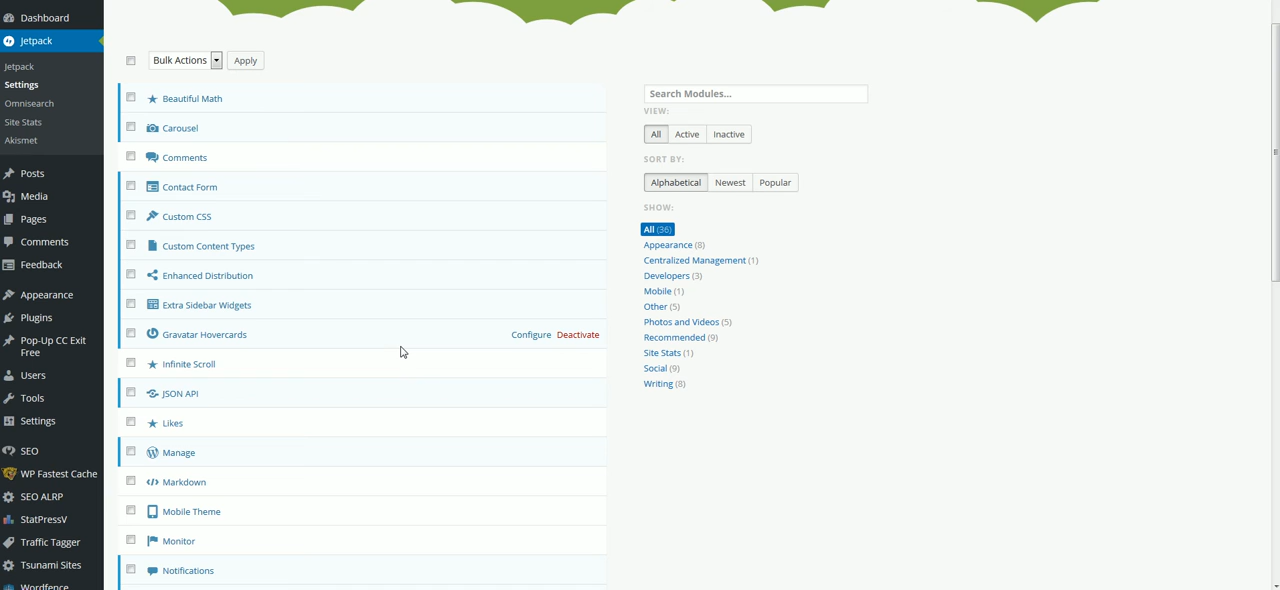 Dashboard
Jetpack
Jetpack
Settings
Omnisearch
Site Stats
Akismet
Posts
Media
Pages
Comments
Feedback
Appearance
Plugins
Pop-Up CC Exit
Free
Users
Tools
Settings
SEO
WP Fastest Cache
SEO ALRP
StatPressV
Traffic Tagger
Tsunami Sites
Wordfence
Bulk Actions Apply
Beautiful Math
Carousel
Comments
Contact Form
Custom CSS
Custom Content Types
Enhanced Distribution
Extra Sidebar Widgets
Gravatar Hovercards Configure Deactivate
Infinite Scroll
JSON API
Likes
Manage
Markdown
Mobile Theme
Monitor
Notifications
Search Modules...
VIEW:
All Active Inactive
SORT BY:
Alphabetical Newest Popular
SHOW:
All (36)
Appearance (8)
Centralized Management (1)
Developers (3)
Mobile (1)
Other (5)
Photos and Videos (5)
Recommended (9)
Site Stats (1)
Social (9)
Writing (8)